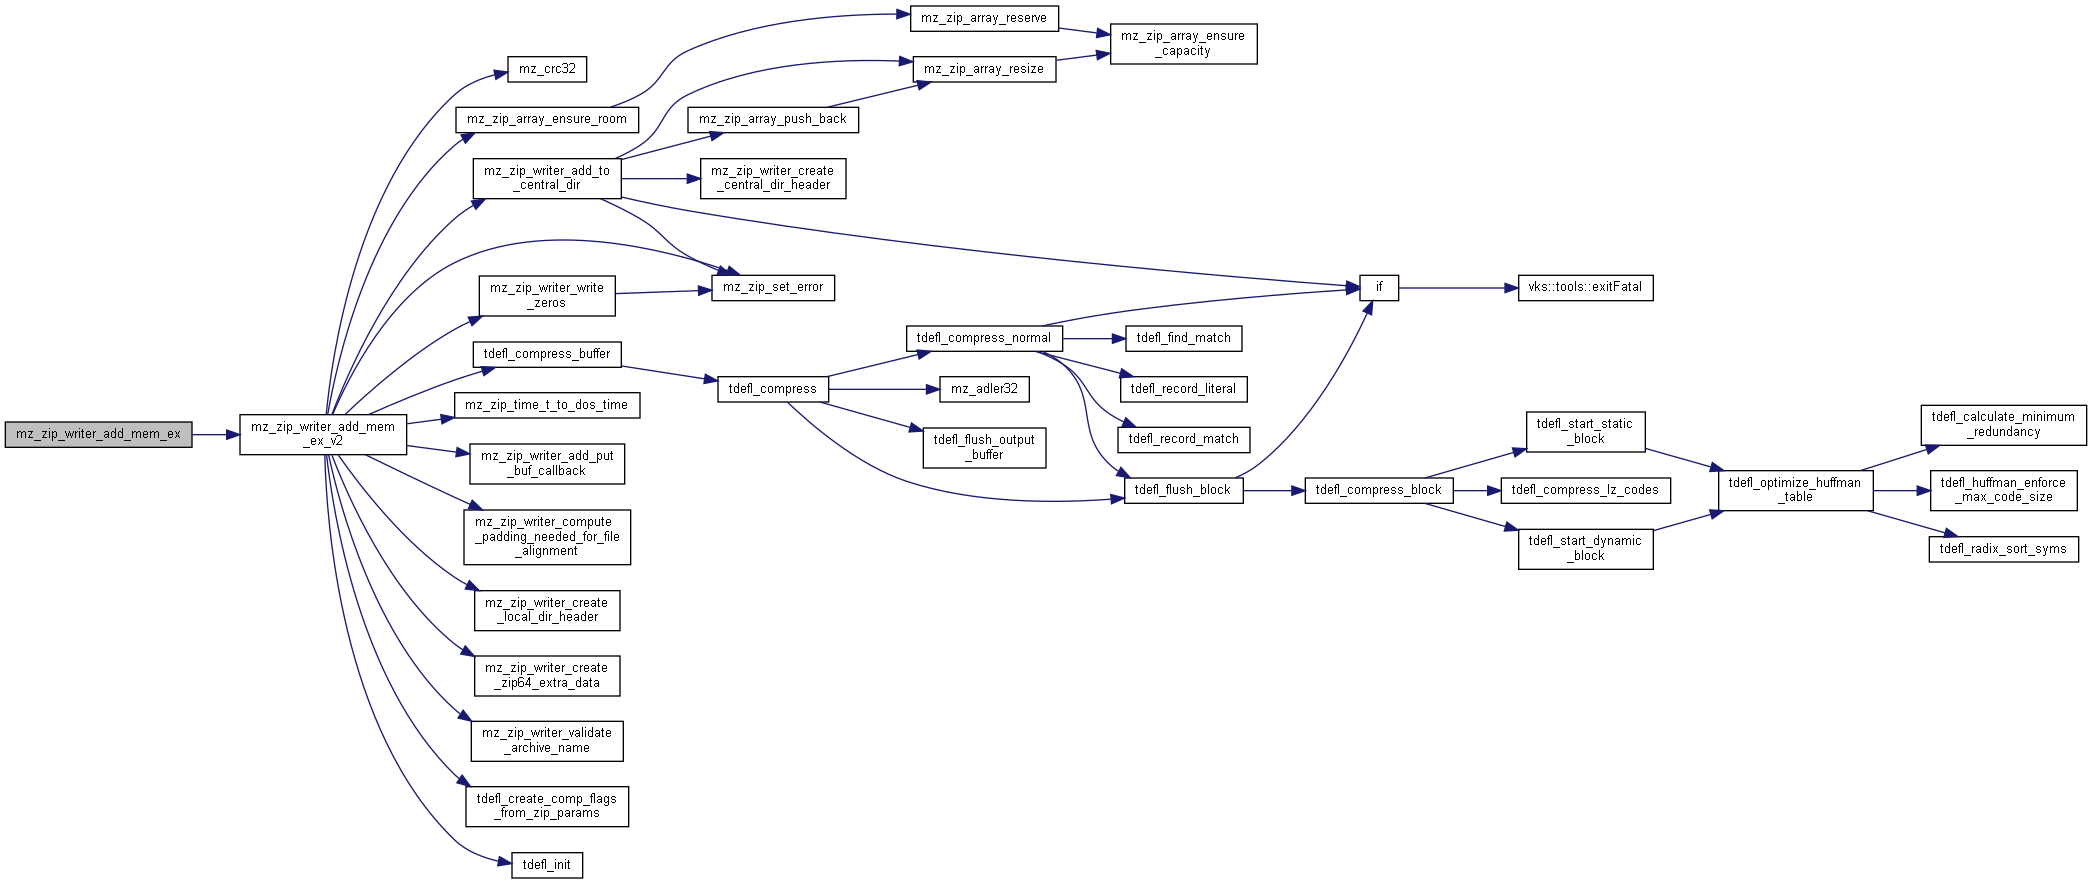 mz_zip_writer_add_mem_ex
mz_zip_writer_add_mem
_ex_v2
mz_crc32
mz_zip_array_ensure_room
mz_zip_writer_add_to
_central_dir
mz_zip_writer_write
_zeros
tdefl_compress_buffer
mz_zip_time_t_to_dos_time
mz_zip_writer_add_put
_buf_callback
mz_zip_writer_compute
_padding_needed_for_file
_alignment
mz_zip_writer_create
_local_dir_header
mz_zip_writer_create
_zip64_extra_data
mz_zip_writer_validate
_archive_name
tdefl_create_comp_flags
_from_zip_params
tdefl_init
mz_zip_array_push_back
mz_zip_writer_create
_central_dir_header
mz_zip_set_error
tdefl_compress
mz_zip_array_reserve
mz_zip_array_resize
tdefl_compress_normal
mz_adler32
tdefl_flush_output
_buffer
mz_zip_array_ensure
_capacity
tdefl_find_match
tdefl_record_literal
tdefl_record_match
tdefl_flush_block
if
tdefl_compress_block
vks::tools::exitFatal
tdefl_start_static
_block
tdefl_compress_lz_codes
tdefl_start_dynamic
_block
tdefl_optimize_huffman
_table
tdefl_calculate_minimum
_redundancy
tdefl_huffman_enforce
_max_code_size
tdefl_radix_sort_syms